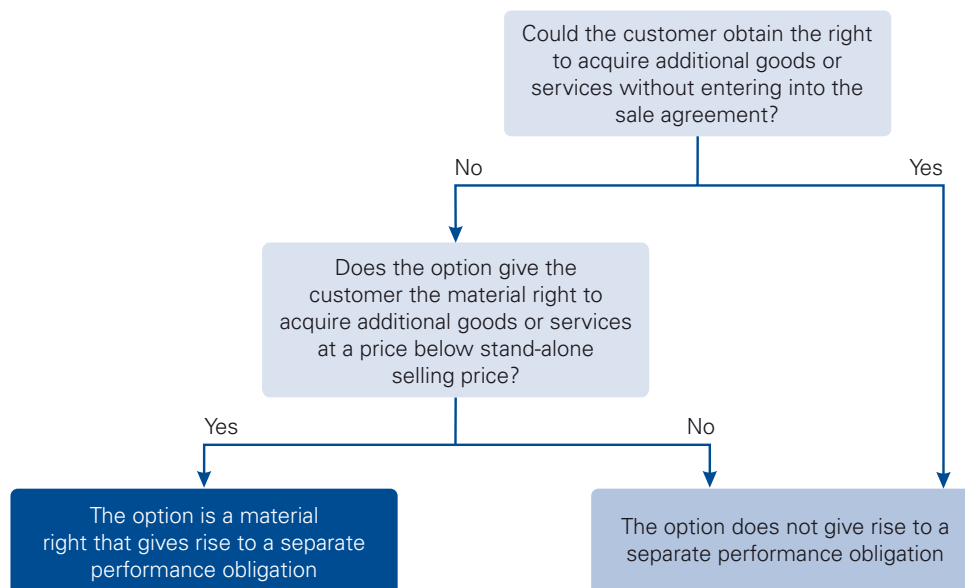 Could the customer obtain the right
to acquire additional goods or
services without entering into the
sale agreement?
No
Yes
Does the option give the
customer the material right to
acquire additional goods or services
at a price below stand-alone
selling price?
Yes
No
The option is a material
right that gives rise to a separate
performance obligation
The option does not give rise to a
separate performance obligation